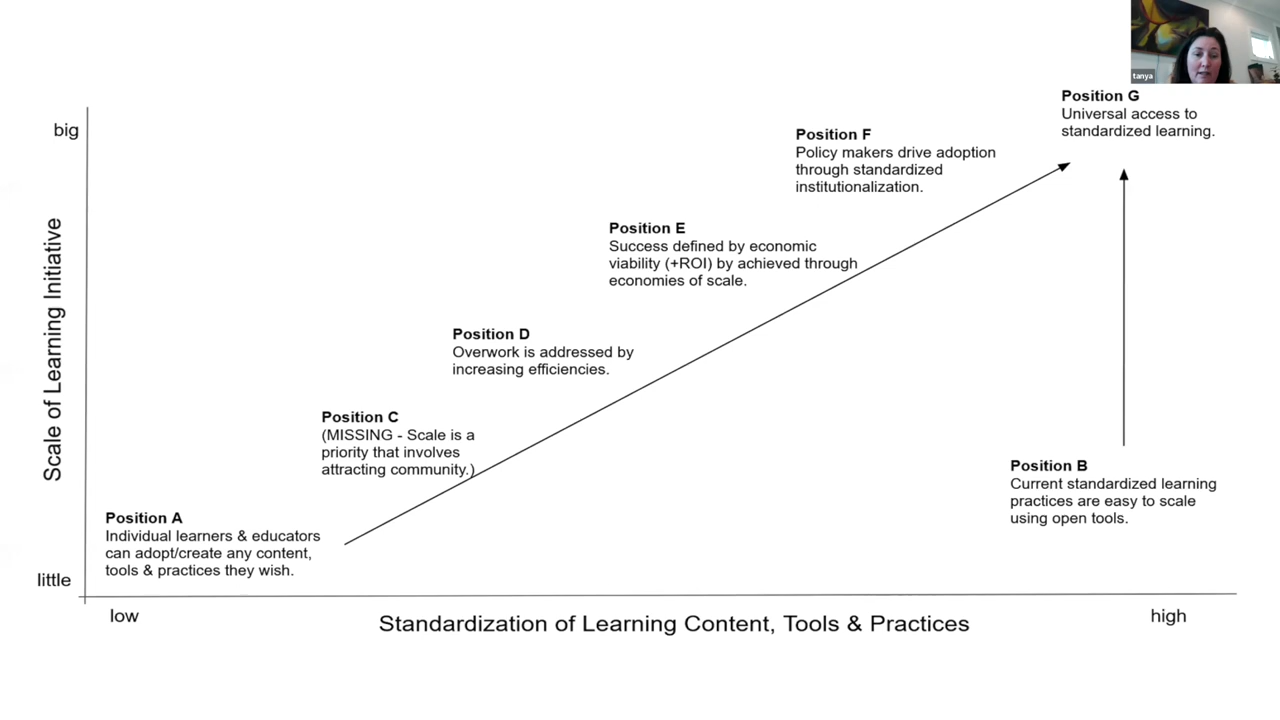 tanya
Position G
Universal access to
standardized learning.
big
Position F
Policy makers drive adoption
through standardized
institutionalization.
Position E
Success defined by economic
viability (+ROI) by achieved through
economies of scale.
Position D
Overwork is addressed by
increasing efficiencies.
Position C
(MISSING - Scale is a
priority that involves
attracting community.)
Position B
Current standardized learning
practices are easy to scale
using open tools.
Position A
Individual learners & educators
can adopt/create any content,
tools & practices they wish.
Scale of Learning Initiative
little
low
high
Standardization of Learning Content, Tools & Practices